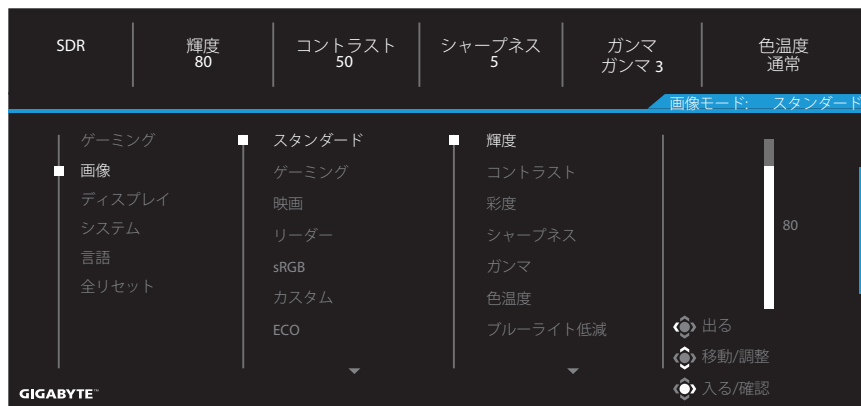 SDR
輝度
80
コントラスト
50
シャープネス
5
ガンマ
ガンマ 3
色温度
通常
画像モード: スタンダード
ゲーミング
画像
ディスプレイ
システム
言語
全リセット
スタンダード
ゲーミング
映画
リーダー
sRGB
カスタム
ECO
輝度
コントラスト
彩度
シャープネス
ガンマ
色温度
ブルーライト低減
80
出る
移動/調整
入る/確認
GIGABYTE™